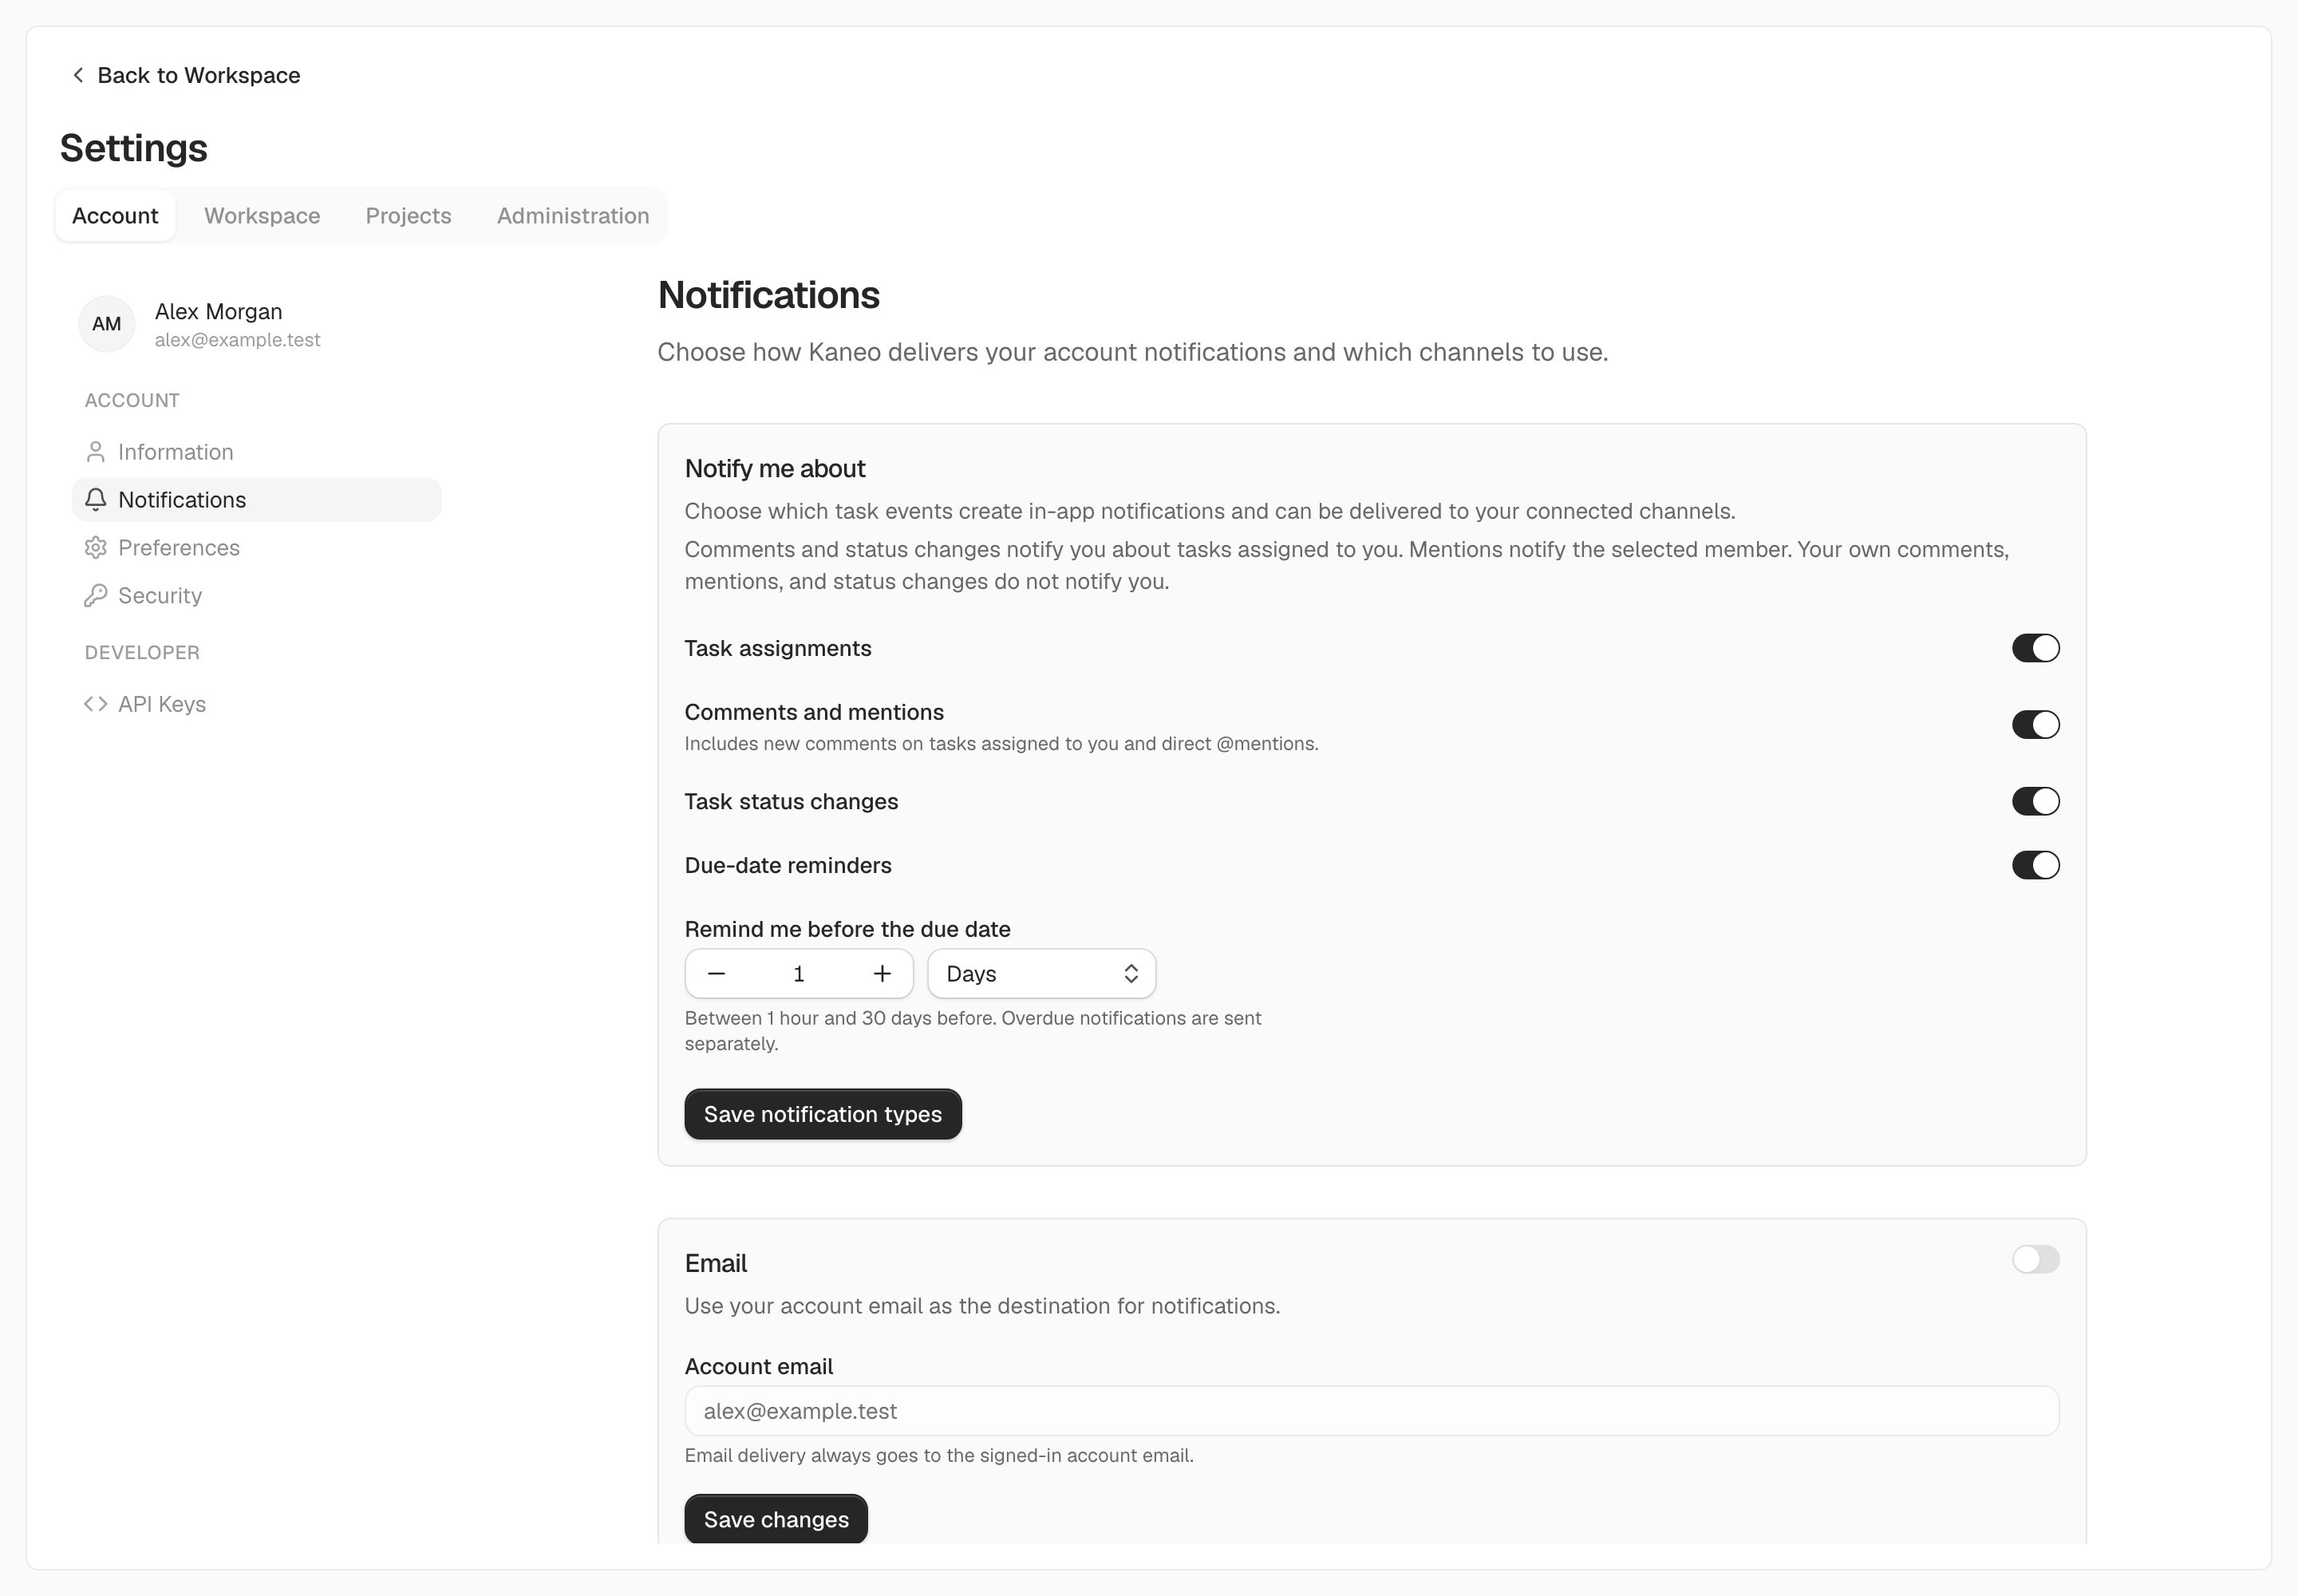 Back to Workspace
Settings
Account Workspace Projects Administration
AM
Alex Morgan
alex@example.test
ACCOUNT
Information
Notifications
Preferences
Security
DEVELOPER
API Keys
Notifications
Choose how Kaneo delivers your account notifications and which channels to use.
Notify me about
Choose which task events create in-app notifications and can be delivered to your connected channels.
Comments and status changes notify you about tasks assigned to you. Mentions notify the selected member. Your own comments,
mentions, and status changes do not notify you.
Task assignments
Comments and mentions
Includes new comments on tasks assigned to you and direct @mentions.
Task status changes
Due-date reminders
Remind me before the due date
1 Days
Between 1 hour and 30 days before. Overdue notifications are sent
separately.
Save notification types
Email
Use your account email as the destination for notifications.
Account email
alex@example.test
Email delivery always goes to the signed-in account email.
Save changes